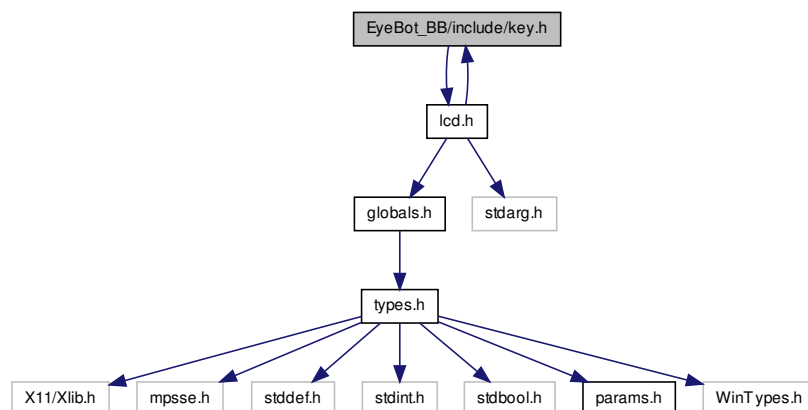 EyeBot_BB/include/key.h
lcd.h
globals.h
stdarg.h
types.h
X11/Xlib.h
mpsse.h
stddef.h
stdint.h
stdbool.h
params.h
WinTypes.h